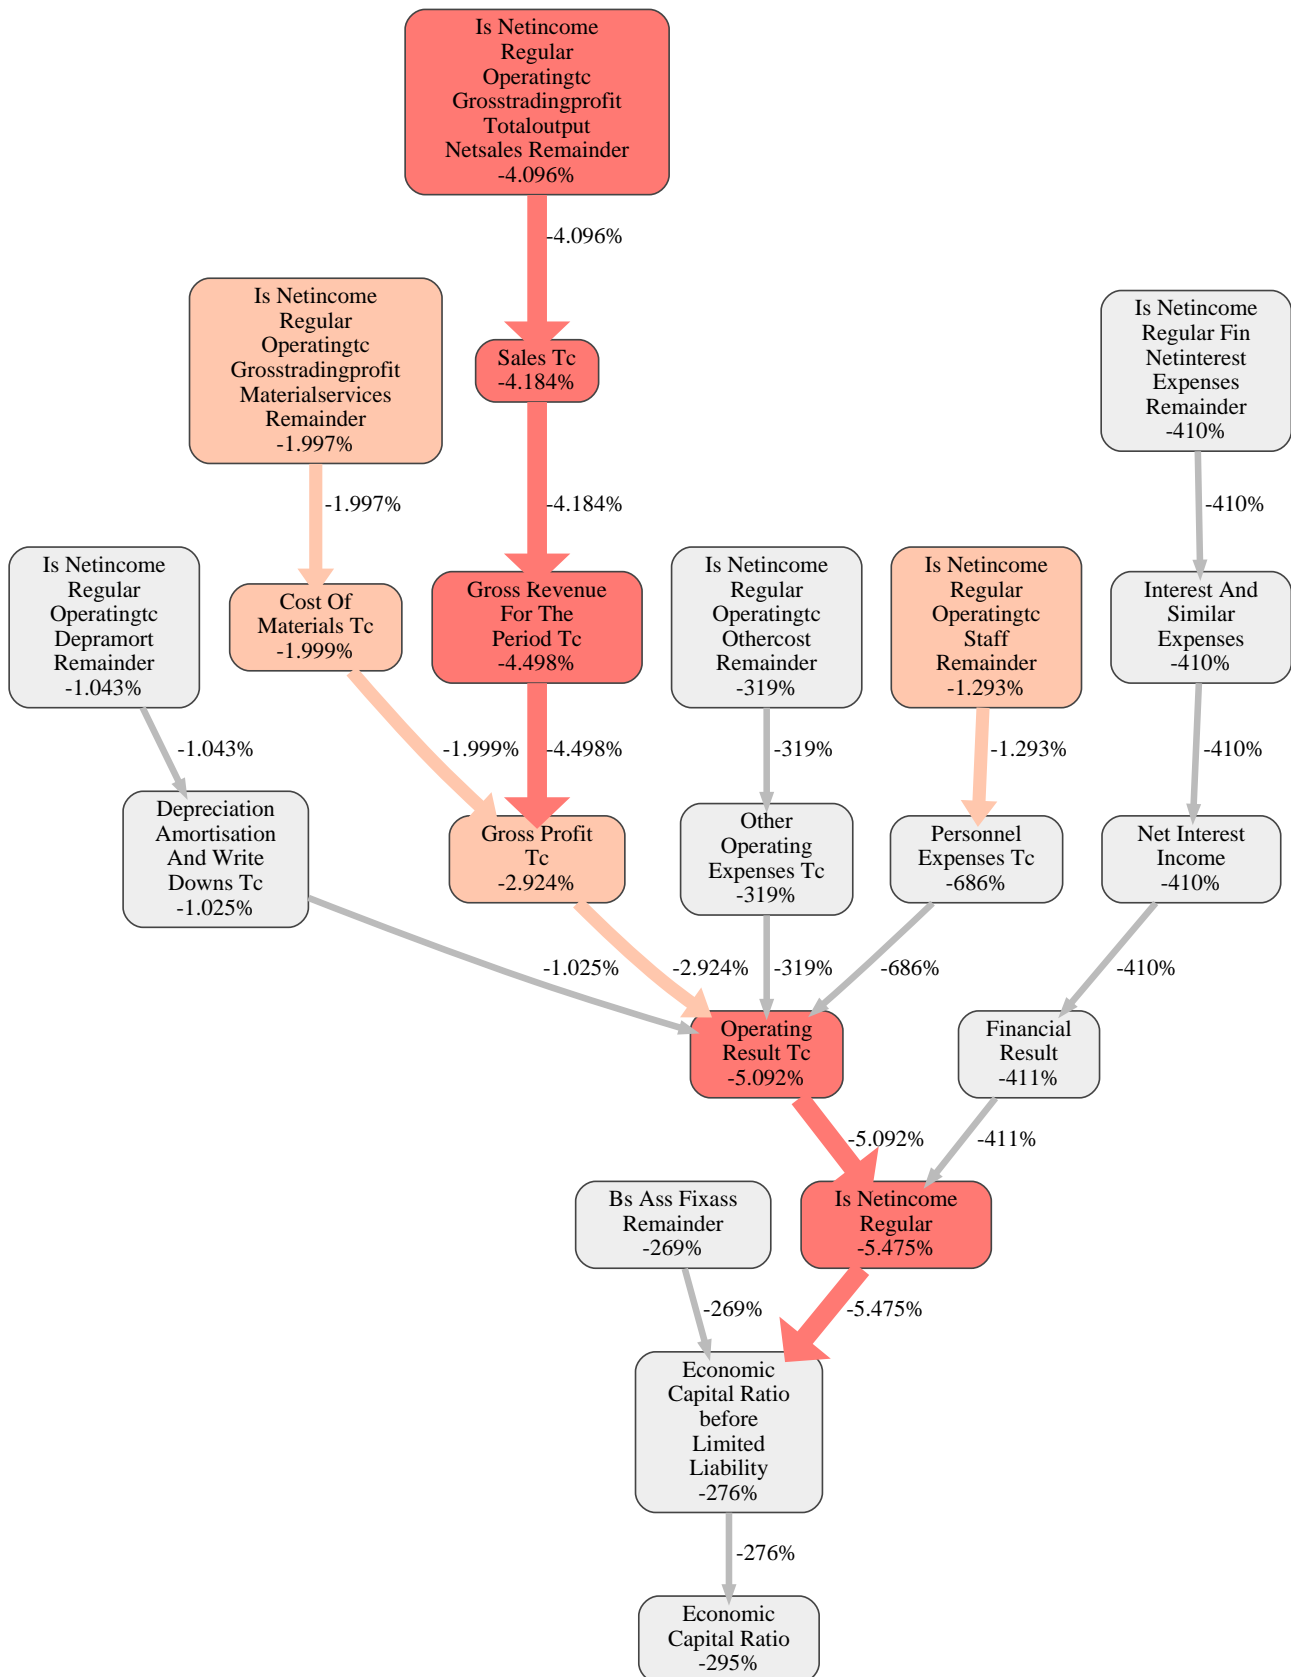 Is Netincome
Regular
Operatingtc
Grosstradingprofit
Totaloutput
Netsales Remainder
-4.096%
-4.096%
Is Netincome
Regular
Operatingtc
Grosstradingprofit
Materialservices
Remainder
-1.997%
Sales Tc
-4.184%
Is Netincome
Regular Fin
Netinterest
Expenses
Remainder
-410%
-1.997%
-4.184%
-410%
Is Netincome
Regular
Operatingtc
Depramort
Remainder
-1.043%
Cost Of
Materials Tc
-1.999%
Gross Revenue
For The
Period Tc
-4.498%
Is Netincome
Regular
Operatingtc
Othercost
Remainder
-319%
Is Netincome
Regular
Operatingtc
Staff
Remainder
-1.293%
Interest And
Similar
Expenses
-410%
-1.043%
-1.999%
-4.498%
-319%
-1.293%
-410%
Depreciation
Amortisation
And Write
Downs Tc
-1.025%
Gross Profit
Tc
-2.924%
Other
Operating
Expenses Tc
-319%
Personnel
Expenses Tc
-686%
Net Interest
Income
-410%
-1.025%
-2.924%
-319%
-686%
-410%
Operating
Result Tc
-5.092%
Financial
Result
-411%
-5.092%
-411%
Bs Ass Fixass
Remainder
-269%
Is Netincome
Regular
-5.475%
-269%
-5.475%
Economic
Capital Ratio
before
Limited
Liability
-276%
-276%
Economic
Capital Ratio
-295%